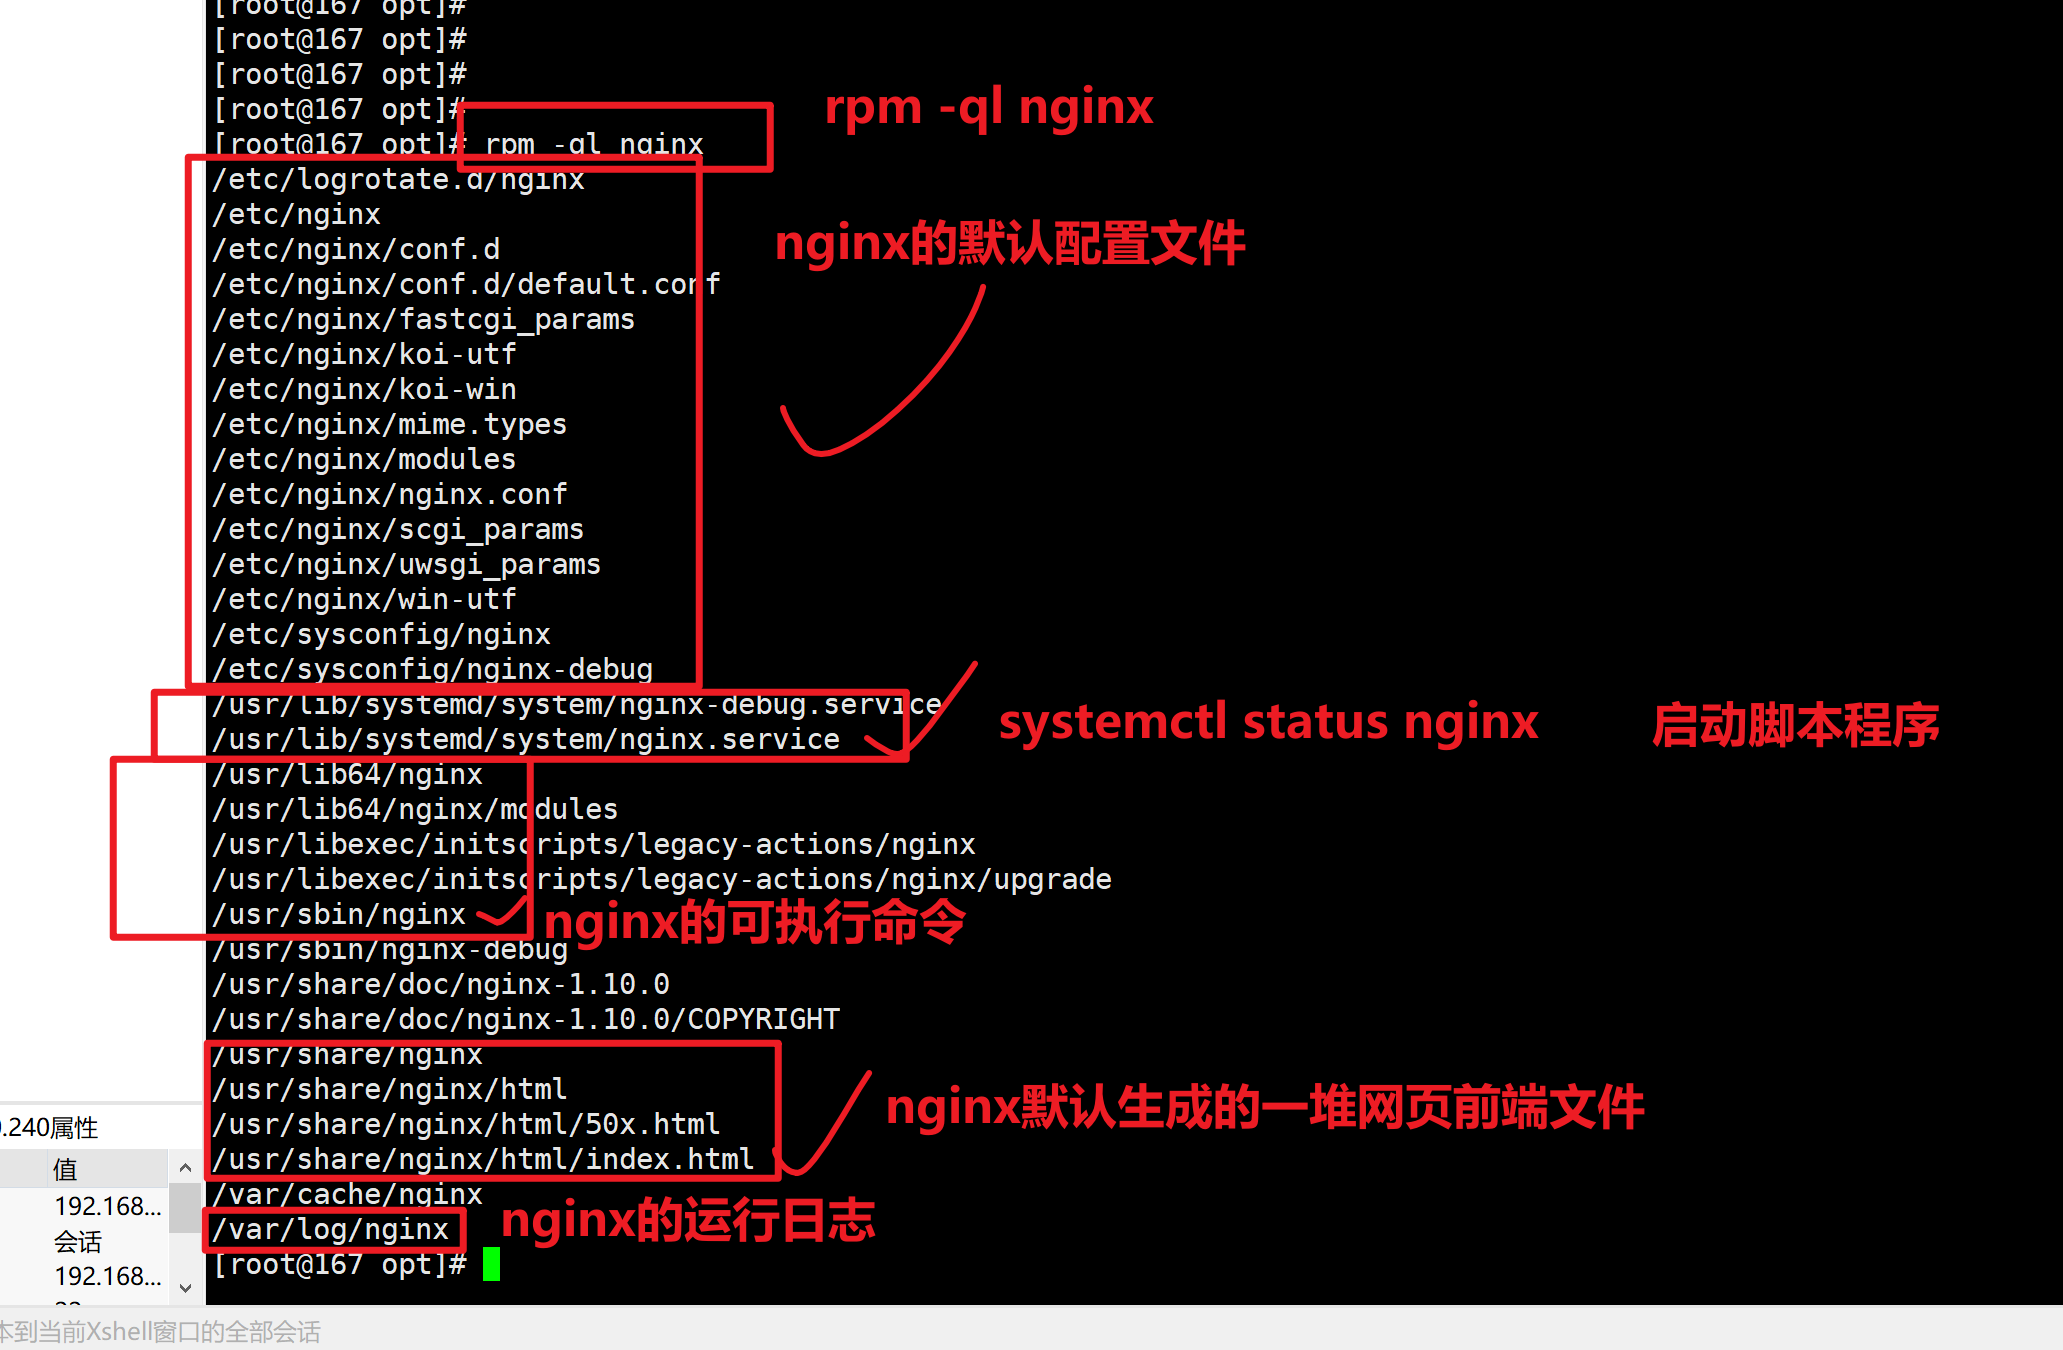 [root@167 opt]#
[root@167 opt]#
[root@167 opt]#
[root@167 opt]#
[root@167 opt]# rpm -ql nginx
rpm -ql nginx
/etc/logrotate.d/nginx
/etc/nginx
nginx的默认配置文件
/etc/nginx/conf.d
/etc/nginx/conf.d/default.conf
/etc/nginx/fastcgi_params
/etc/nginx/koi-utf
/etc/nginx/koi-win
/etc/nginx/mime.types
/etc/nginx/modules
/etc/nginx/nginx.conf
/etc/nginx/scgi_params
/etc/nginx/uwsgi_params
/etc/nginx/win-utf
/etc/sysconfig/nginx
/etc/sysconfig/nginx-debug
/usr/lib/systemd/system/nginx-debug.service
/usr/lib/systemd/system/nginx.service
systemctl status nginx 启动脚本程序
/usr/lib64/nginx
/usr/lib64/nginx/modules
/usr/libexec/initscripts/legacy-actions/nginx
/usr/libexec/initscripts/legacy-actions/nginx/upgrade
/usr/sbin/nginx
nginx的可执行命令
/usr/sbin/nginx-debug
/usr/share/doc/nginx-1.10.0
/usr/share/doc/nginx-1.10.0/COPYRIGHT
/usr/share/nginx
/usr/share/nginx/html
nginx默认生成的一堆网页前端文件
/usr/share/nginx/html/50x.html
/usr/share/nginx/html/index.html
/var/cache/nginx
/var/log/nginx
nginx的运行日志
[root@167 opt]#
.240属性
值
192.168...
会话
192.168...
到当前Xshell窗口的全部会话